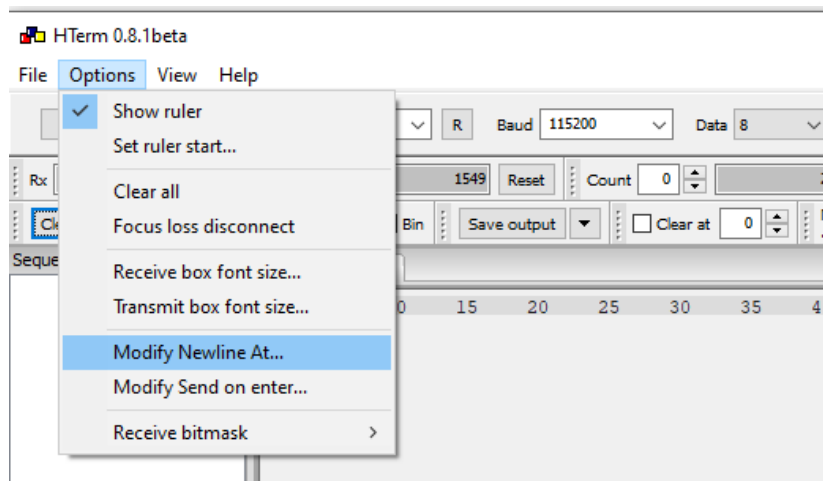 HTerm 0.8.1beta
File Options View Help
Show ruler
R Baud 115200 Data 8
Set ruler start...
Rx 1549 Reset Count 0
Clear all
Focus loss disconnect
Bin Save output Clear at 0
Receive box font size...
15 20 25 30 35
Transmit box font size...
Modify Newline At...
Modify Send on enter...
Receive bitmask